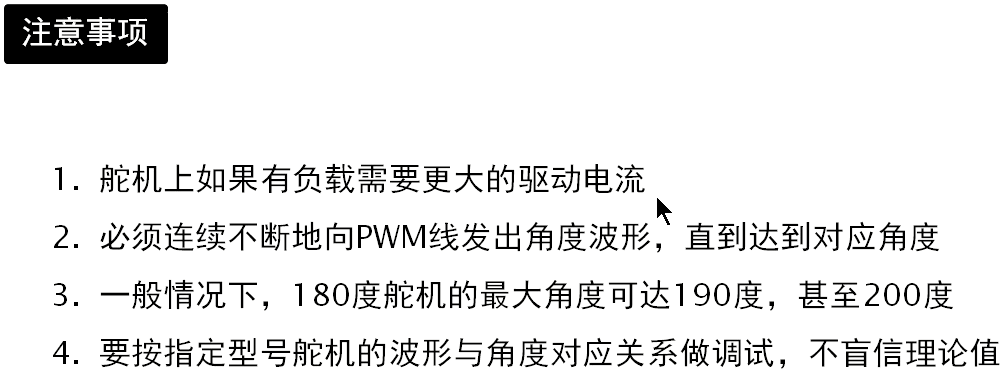 注意事项
1. 舵机上如果有负载需要更大的驱动电流
2. 必须连续不断地向PWM线发出角度波形，直到达到对应角度
3. 一般情况下，180度舵机的最大角度可达190度，甚至200度
4. 要按指定型号舵机的波形与角度对应关系做调试，不盲信理论值